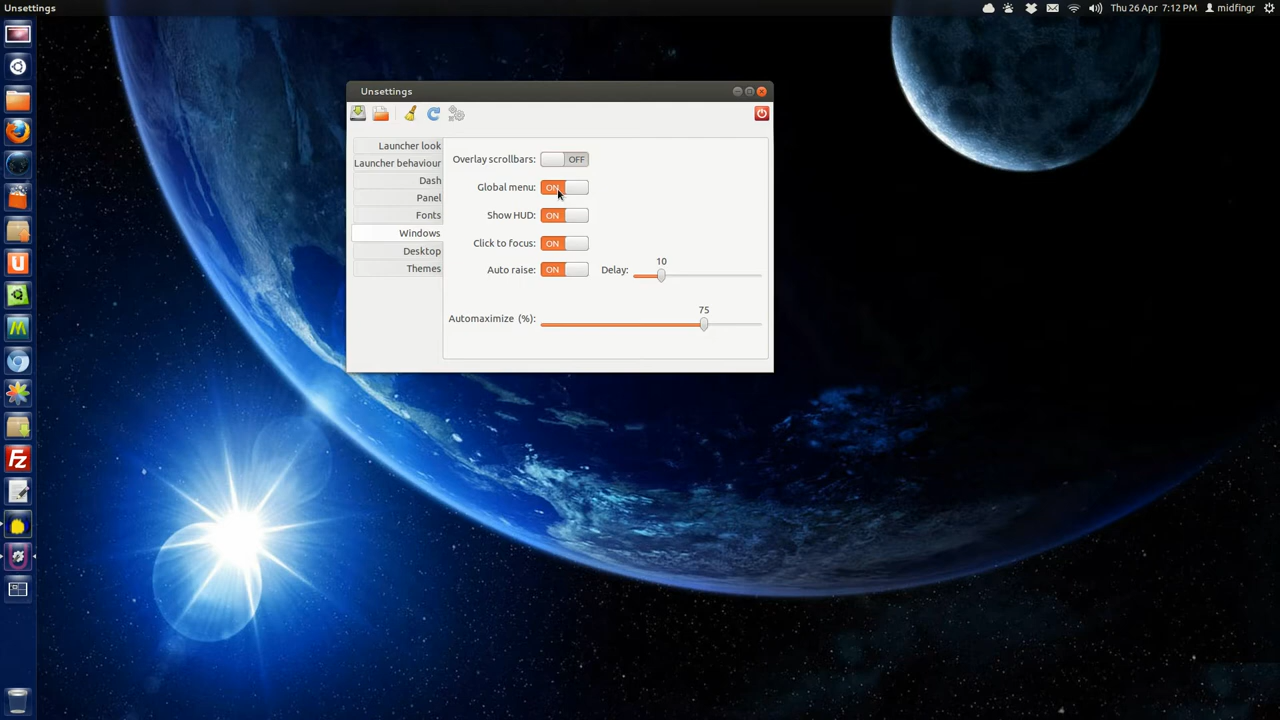 Unsettings
Thu 26 Apr 7:12 PM midfingr
Unsettings
Launcher look
Launcher behaviour
Dash
Panel
Fonts
Windows
Desktop
Themes
Overlay scrollbars: OFF
Global menu: ON
Show HUD: ON
Click to focus: ON
Auto raise: ON Delay: 10
Automaximize (%): 75
U
M
Fz